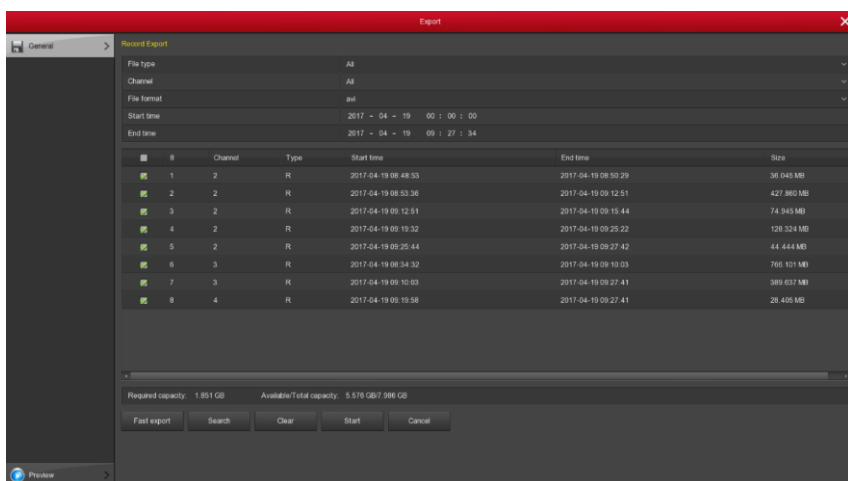 Export
General
Record Export
File type All
Channel All
File format avi
Start time 2017 - 04 - 19 00 : 00 : 00
End time 2017 - 04 - 19 09 : 27 : 34
# Channel Type Start time End time Size
1 2 R 2017-04-19 08:48:53 2017-04-19 08:50:29 36.045 MB
2 2 R 2017-04-19 08:53:36 2017-04-19 09:12:51 427.860 MB
3 2 R 2017-04-19 09:12:51 2017-04-19 09:15:44 74.945 MB
4 2 R 2017-04-19 09:19:32 2017-04-19 09:25:22 128.324 MB
5 2 R 2017-04-19 09:25:44 2017-04-19 09:27:42 44.444 MB
6 3 R 2017-04-19 08:34:32 2017-04-19 09:10:03 766.101 MB
7 3 R 2017-04-19 09:10:03 2017-04-19 09:27:41 389.637 MB
8 4 R 2017-04-19 09:19:58 2017-04-19 09:27:41 28.405 MB
Required capacity: 1.851 GB Available/Total capacity: 5.576 GB/7.986 GB
Fast export Search Clear Start Cancel
Preview